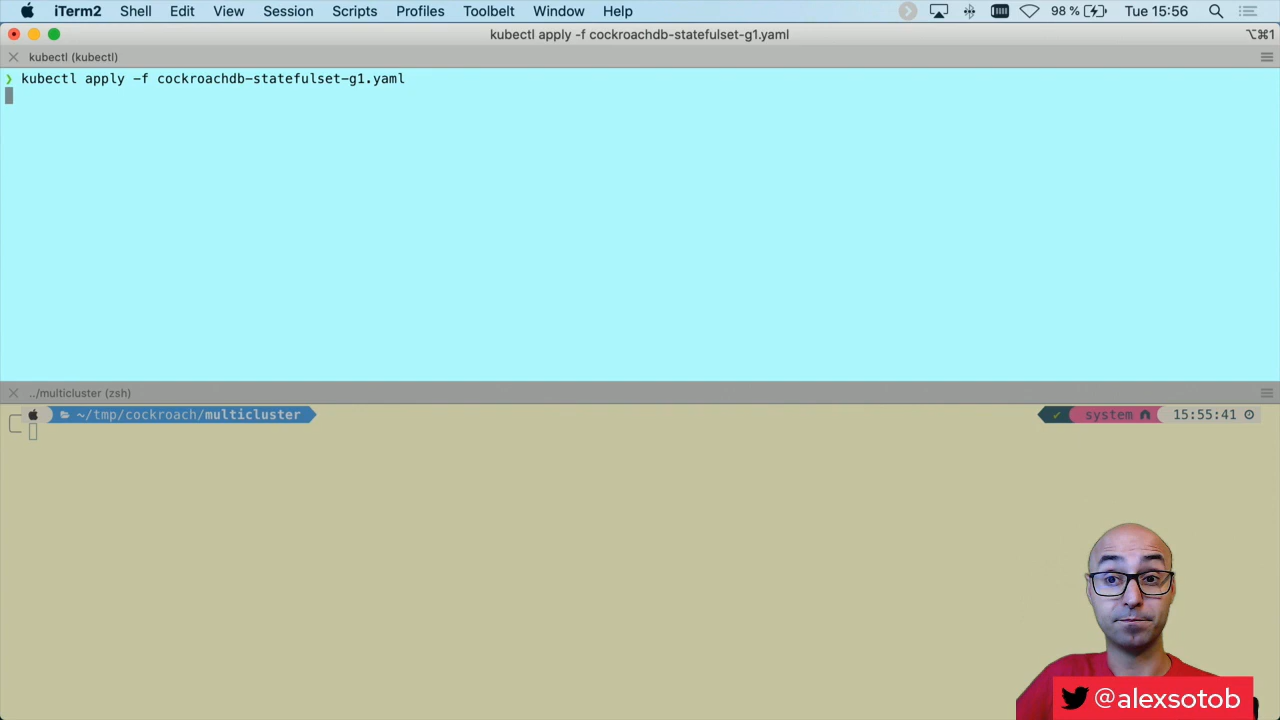 iTerm2 Shell Edit View Session Scripts Profiles Toolbelt Window Help 98 % Tue 15:56
kubectl apply -f cockroachdb-statefulset-g1.yaml ⌥⌘1
kubectl (kubectl)
❯ kubectl apply -f cockroachdb-statefulset-g1.yaml
../multicluster (zsh)
~/tmp/cockroach/multicluster ✓ system 15:55:41
@alexsotob